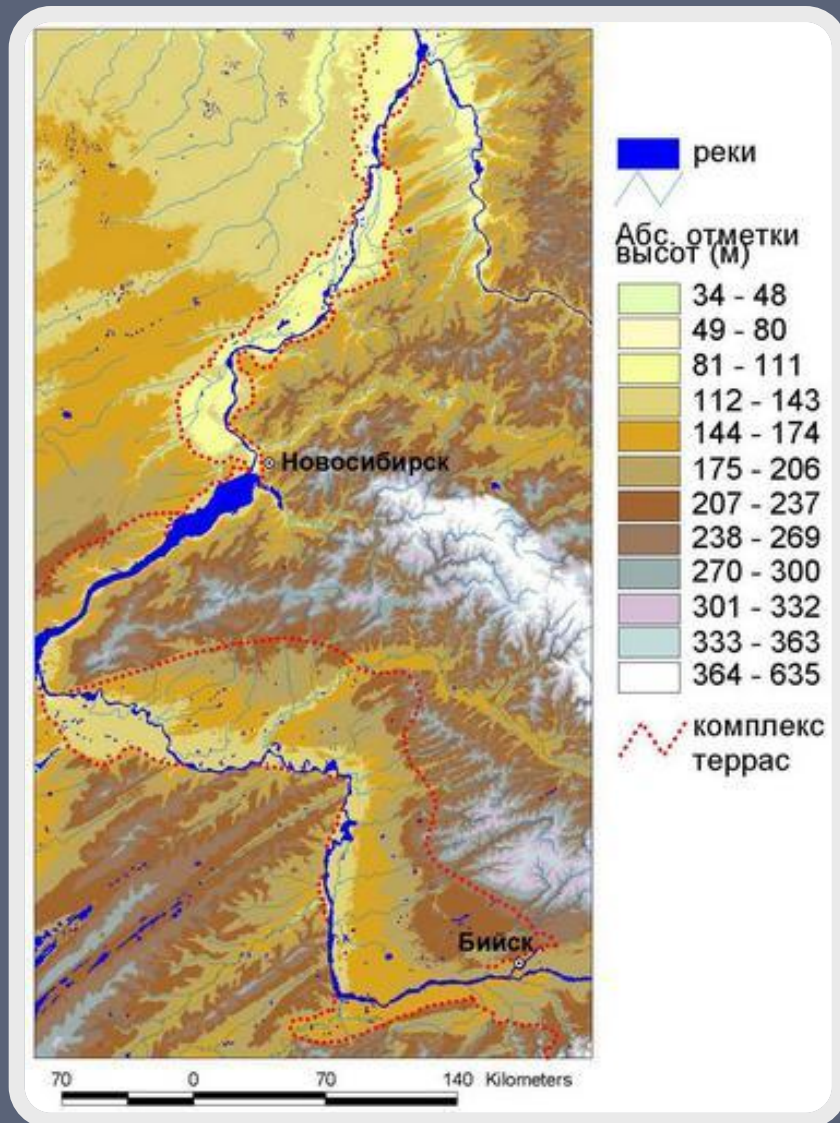 реки
Абс. отметки
высот (м)
34 - 48
49 - 80
81 - 111
112 - 143
144 - 174
175 - 206
207 - 237
238 - 269
270 - 300
301 - 332
333 - 363
364 - 635
комплекс
террас
Новосибирск
Бийск
70 0 70 140 Kilometers